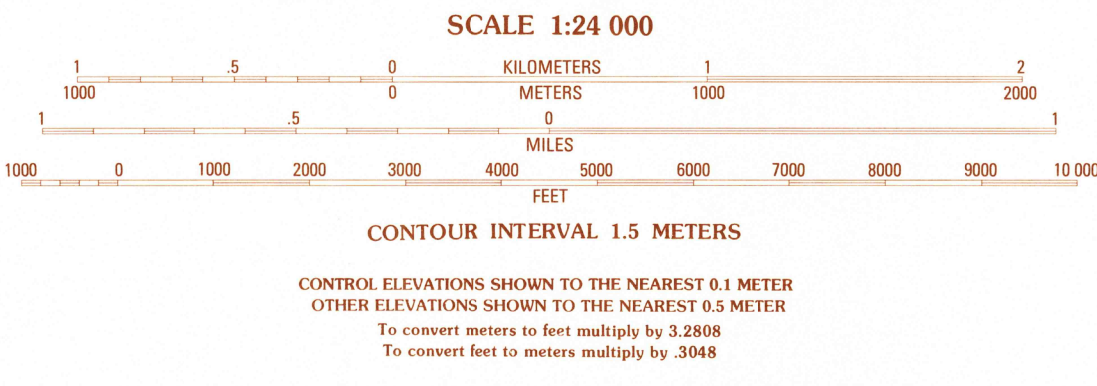 SCALE 1:24 000
1 .5 0 KILOMETERS 1 2
1000 0 METERS 1000 2000
1 .5 0 1
MILES
1000 0 1000 2000 3000 4000 5000 6000 7000 8000 9000 10 000
FEET
CONTOUR INTERVAL 1.5 METERS
CONTROL ELEVATIONS SHOWN TO THE NEAREST 0.1 METER
OTHER ELEVATIONS SHOWN TO THE NEAREST 0.5 METER
To convert meters to feet multiply by 3.2808
To convert feet to meters multiply by .3048